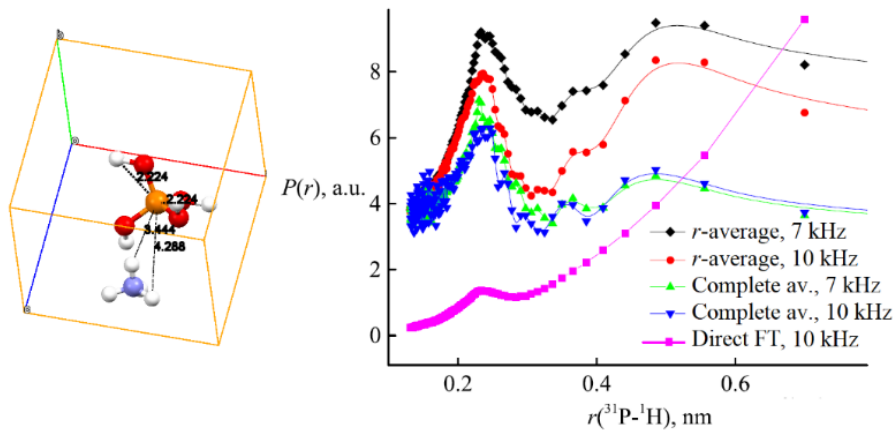 2.224
2.224
3.444
4.288
P(r), a.u.
8
6
4
2
0
r-average, 7 kHz
r-average, 10 kHz
Complete av., 7 kHz
Complete av., 10 kHz
Direct FT, 10 kHz
0.2 0.4 0.6
r(³¹P-¹H), nm